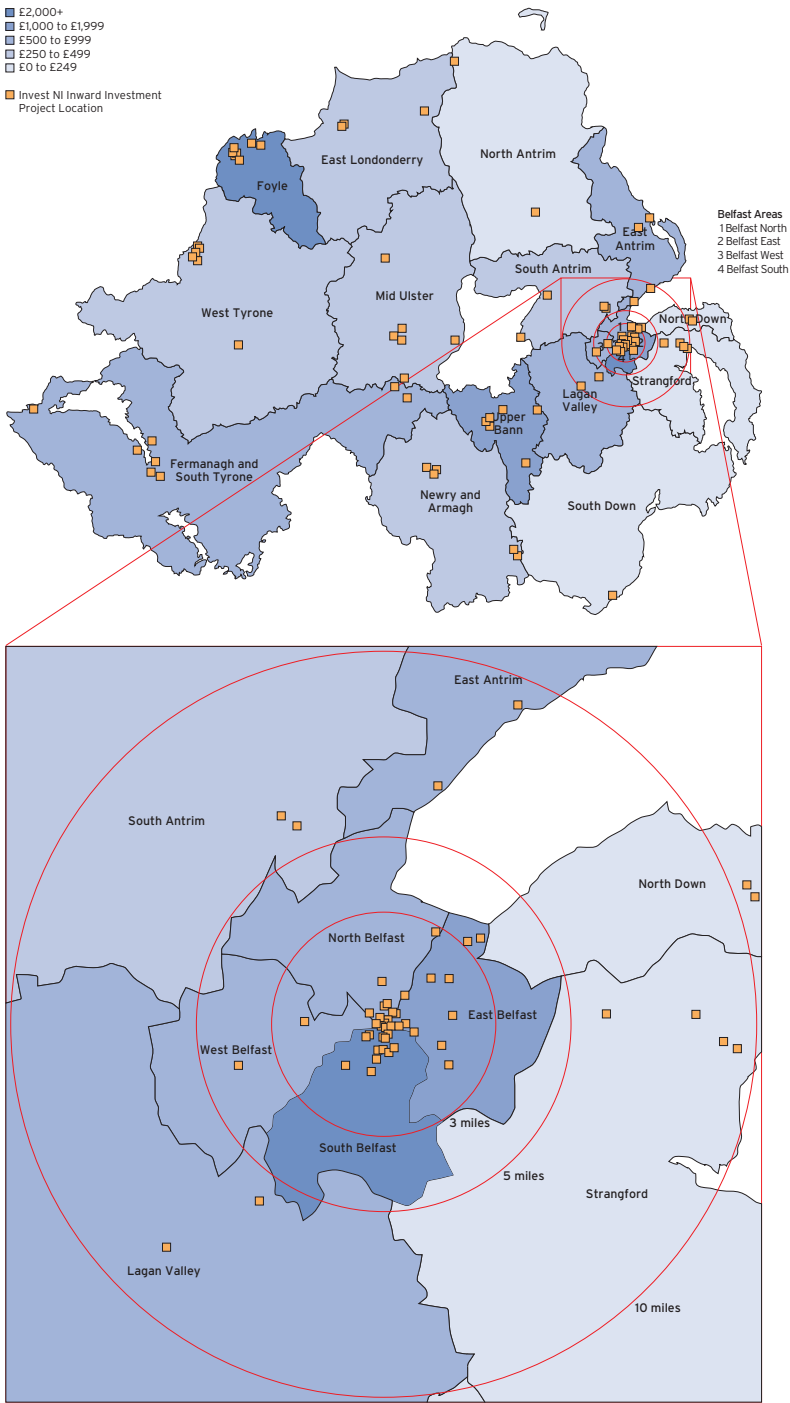 £2,000+
£1,000 to £1,999
£500 to £999
£250 to £499
£0 to £249
Invest NI Inward Investment
Project Location
East Londonderry
North Antrim
Foyle
Belfast Areas
1 Belfast North
2 Belfast East
3 Belfast West
4 Belfast South
East
Antrim
South Antrim
Mid Ulster
West Tyrone
North Down
1
2
3
4
Strangford
Lagan
Valley
Upper
Bann
Fermanagh and
South Tyrone
Newry and
Armagh
South Down
East Antrim
South Antrim
North Down
North Belfast
East Belfast
West Belfast
3 miles
South Belfast
5 miles
Strangford
Lagan Valley
10 miles